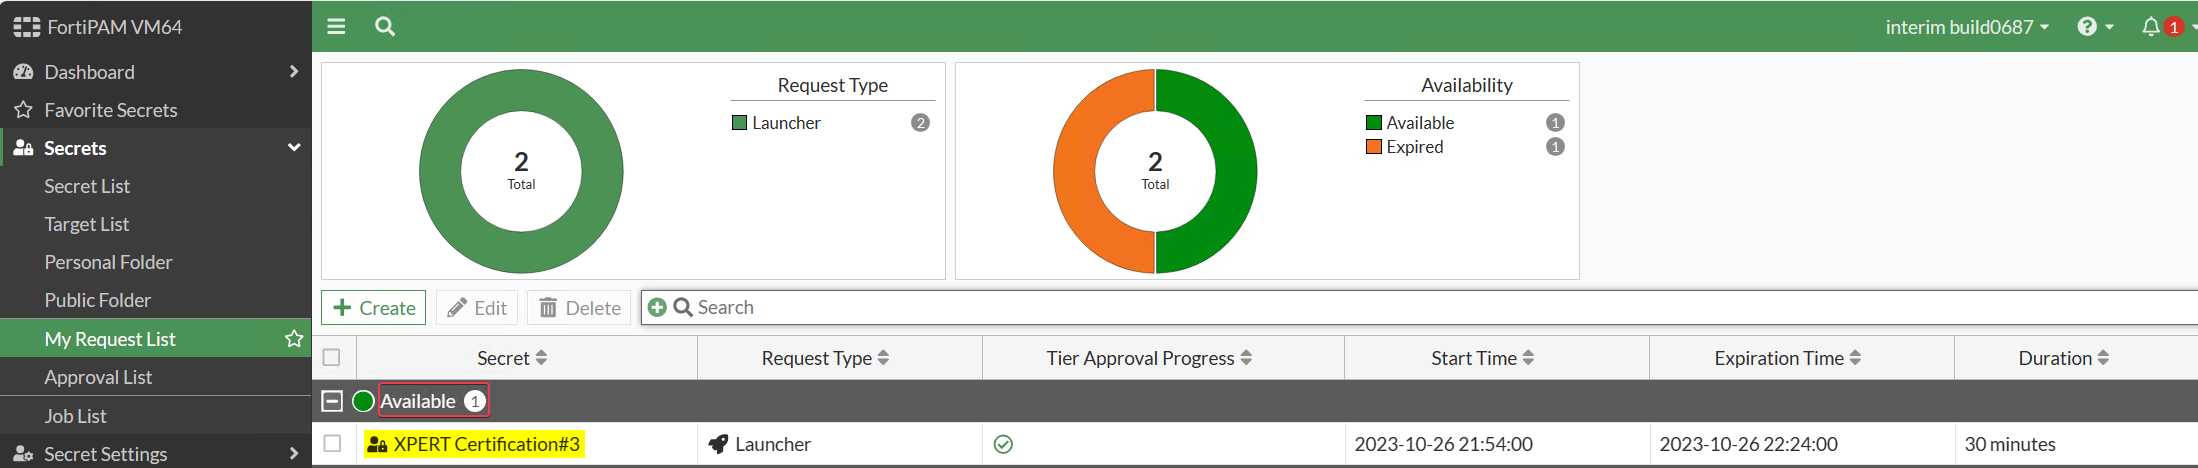 FortiPAM VM64
interim build0687
1
Dashboard
Favorite Secrets
Secrets
Secret List
Target List
Personal Folder
Public Folder
My Request List
Approval List
Job List
Secret Settings
2
Total
Request Type
Launcher 2
2
Total
Availability
Available 1
Expired 1
Create Edit Delete Search
Secret Request Type Tier Approval Progress Start Time Expiration Time Duration
Available 1
XPERT Certification#3 Launcher 2023-10-26 21:54:00 2023-10-26 22:24:00 30 minutes